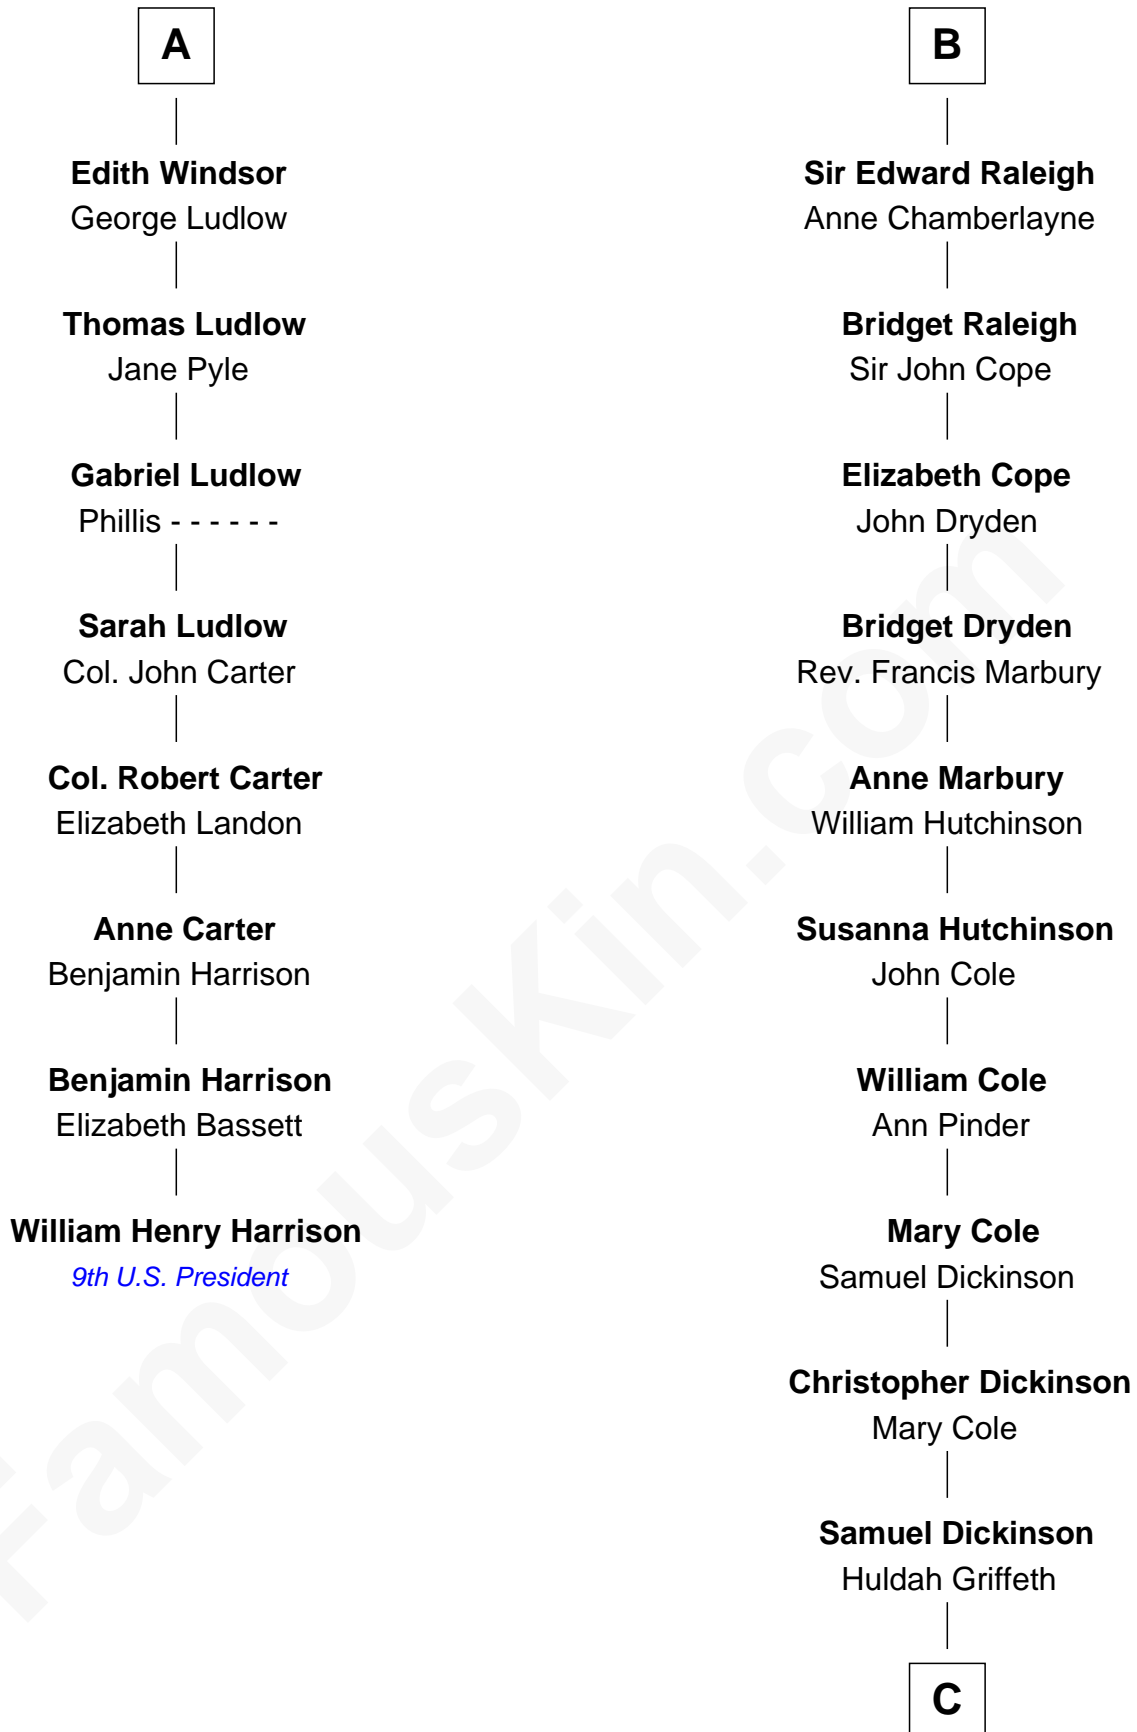 A
Edith Windsor
George Ludlow
Thomas Ludlow
Jane Pyle
Gabriel Ludlow
Phillis - - - - - -
Sarah Ludlow
Col. John Carter
Col. Robert Carter
Elizabeth Landon
Anne Carter
Benjamin Harrison
Benjamin Harrison
Elizabeth Bassett
William Henry Harrison
9th U.S. President
B
Sir Edward Raleigh
Anne Chamberlayne
Bridget Raleigh
Sir John Cope
Elizabeth Cope
John Dryden
Bridget Dryden
Rev. Francis Marbury
Anne Marbury
William Hutchinson
Susanna Hutchinson
John Cole
William Cole
Ann Pinder
Mary Cole
Samuel Dickinson
Christopher Dickinson
Mary Cole
Samuel Dickinson
Huldah Griffeth
C
FamousKin.com